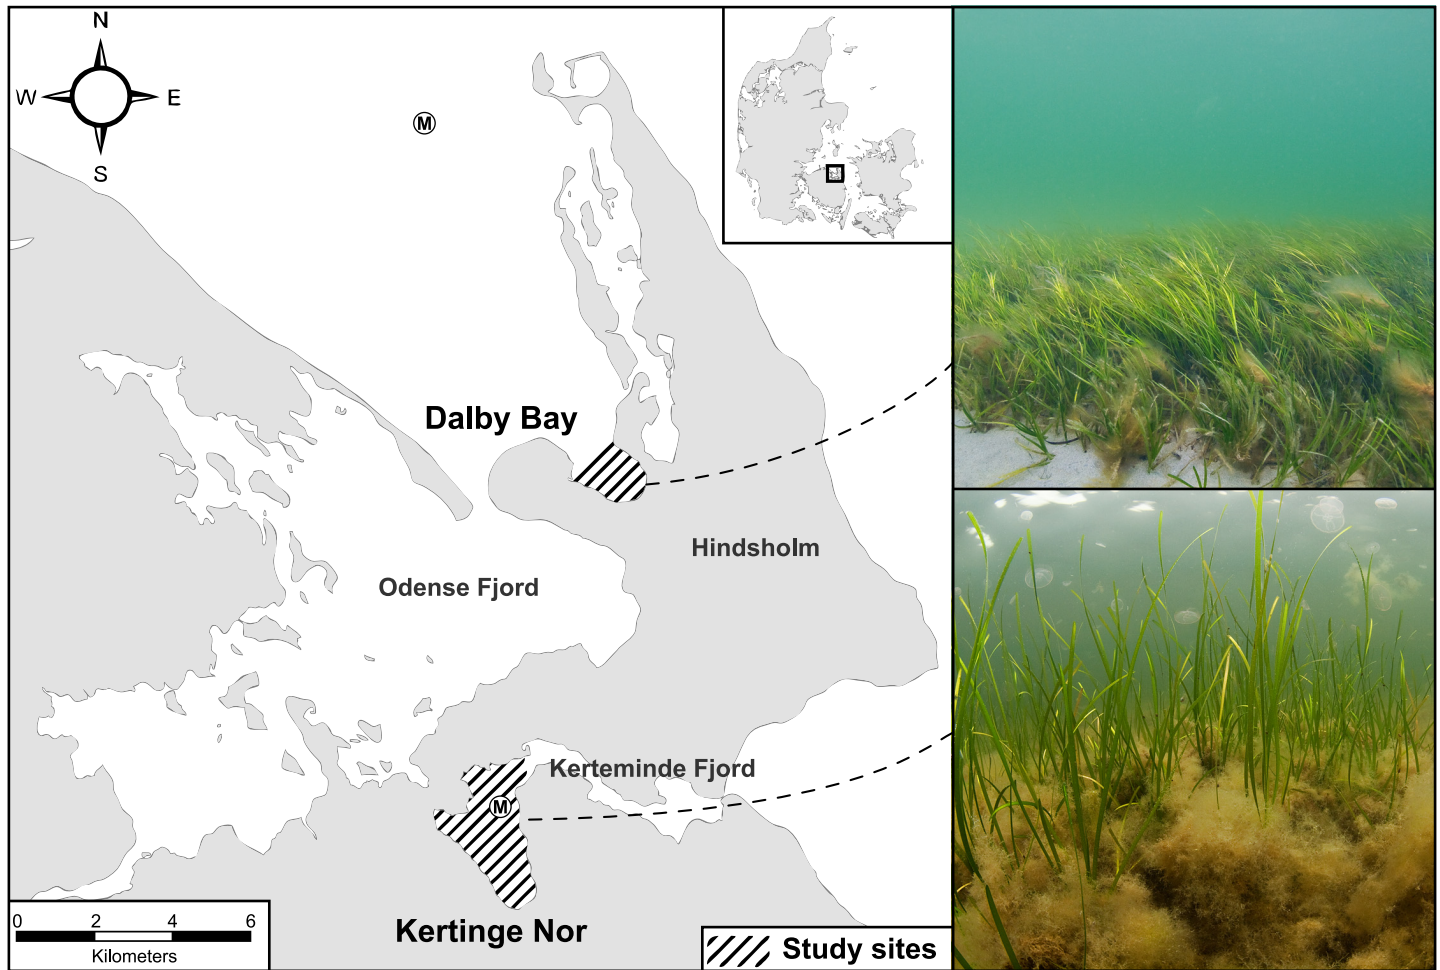 N
W
E
S
M
Dalby Bay
Hindsholm
Odense Fjord
Kerteminde Fjord
M
Kertinge Nor
0 2 4 6
Kilometers
Study sites